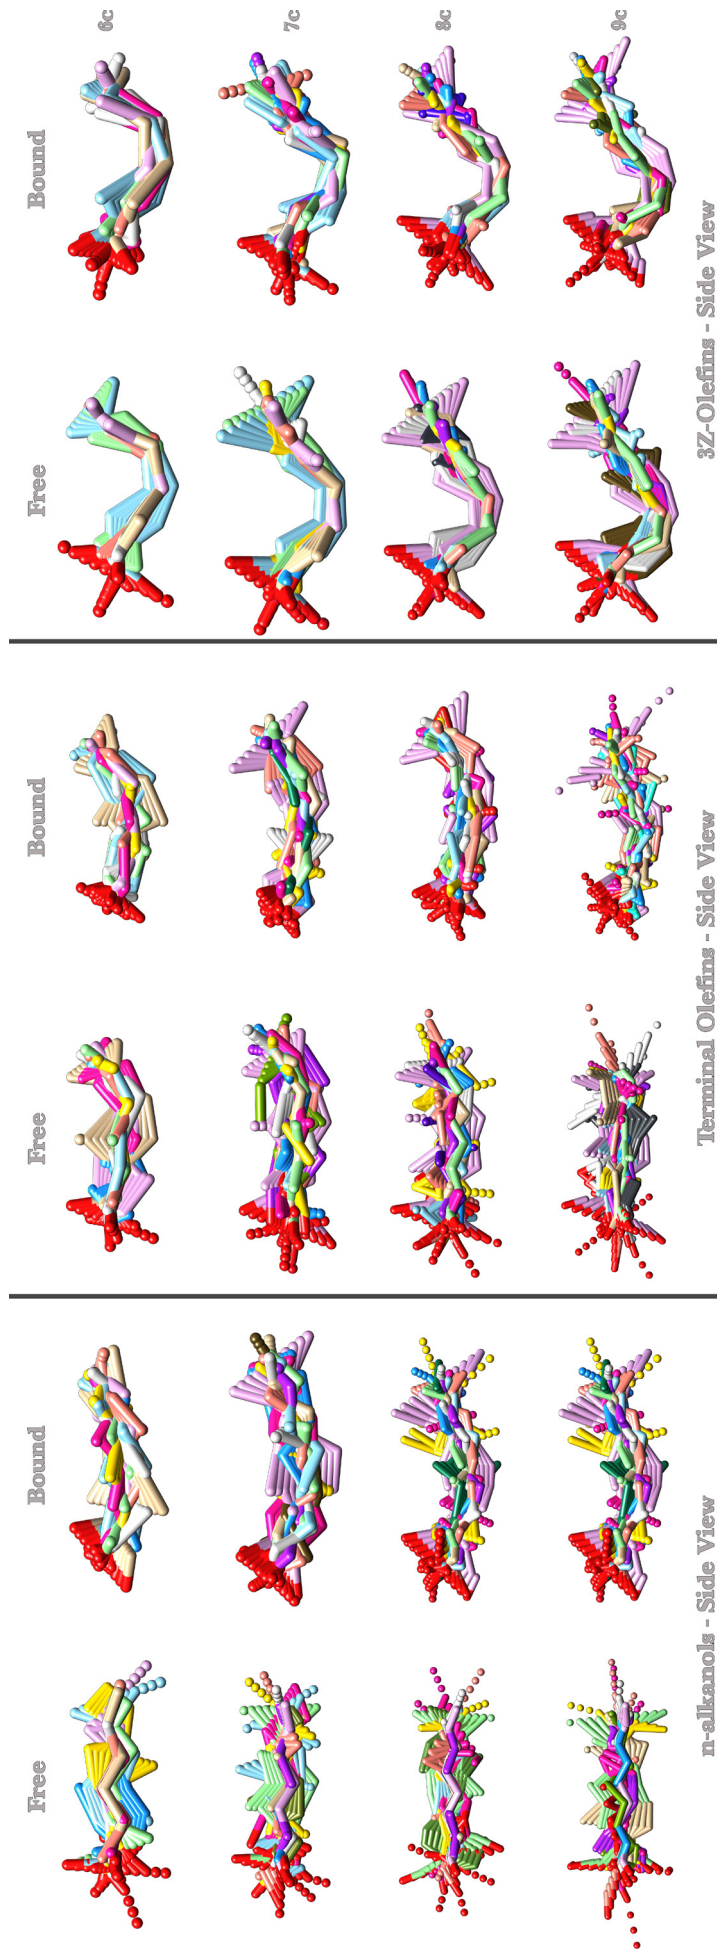 Free Bound Free Bound Free Bound
6c
7c
8c
9c
n-alkanols - Side View Terminal Olefins - Side View 3Z-Olefins - Side View